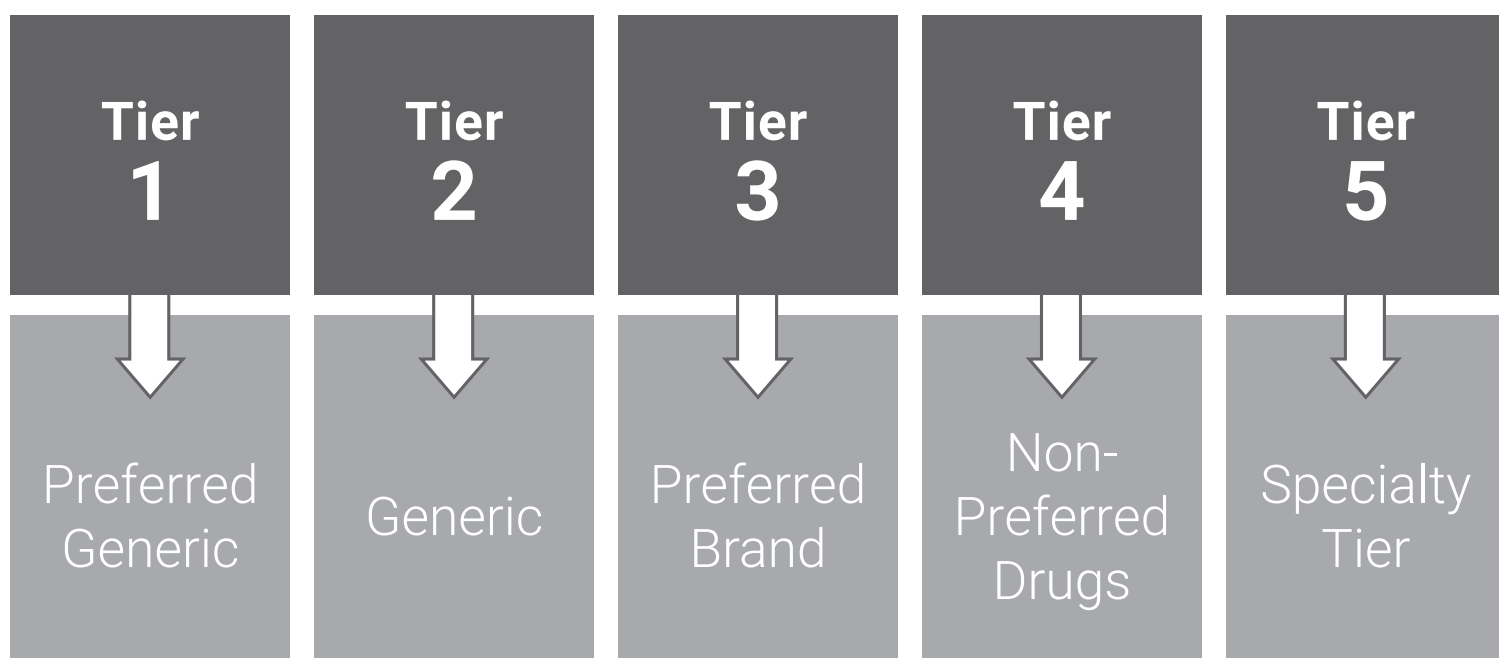 Tier
1
Preferred
Generic
Tier
2
Generic
Tier
3
Preferred
Brand
Tier
4
Non-
Preferred
Drugs
Tier
5
Specialty
Tier